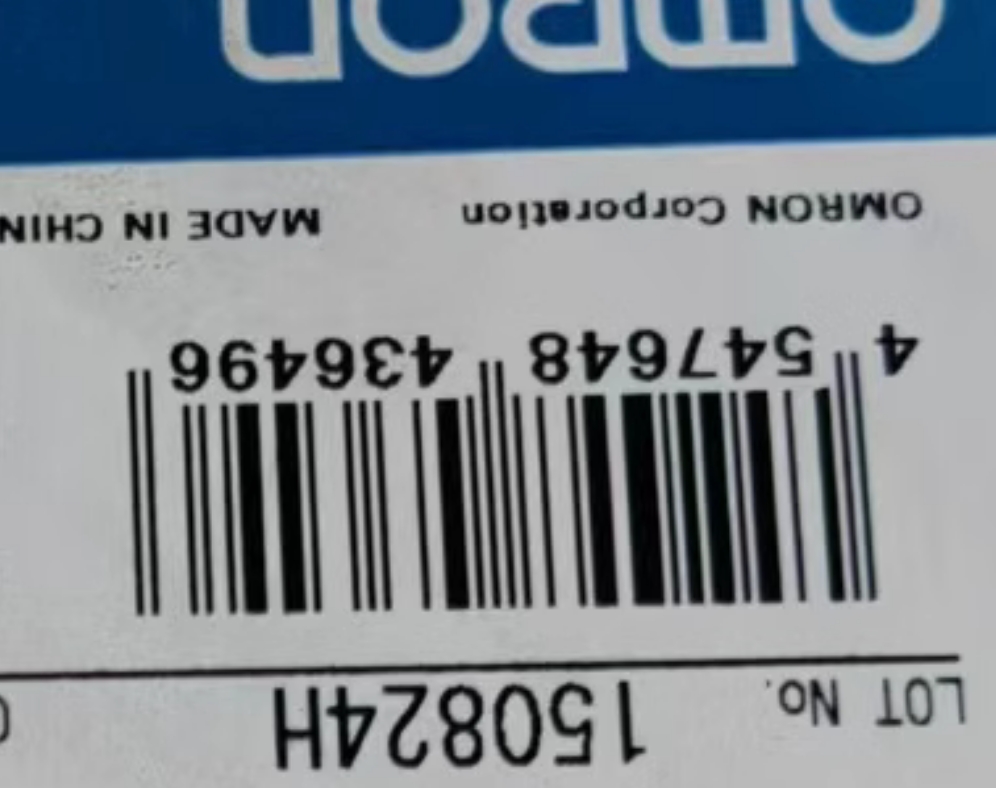 LOT No. 150824H
4 547648 436496
OMRON Corporation MADE IN CHIN
OMRON